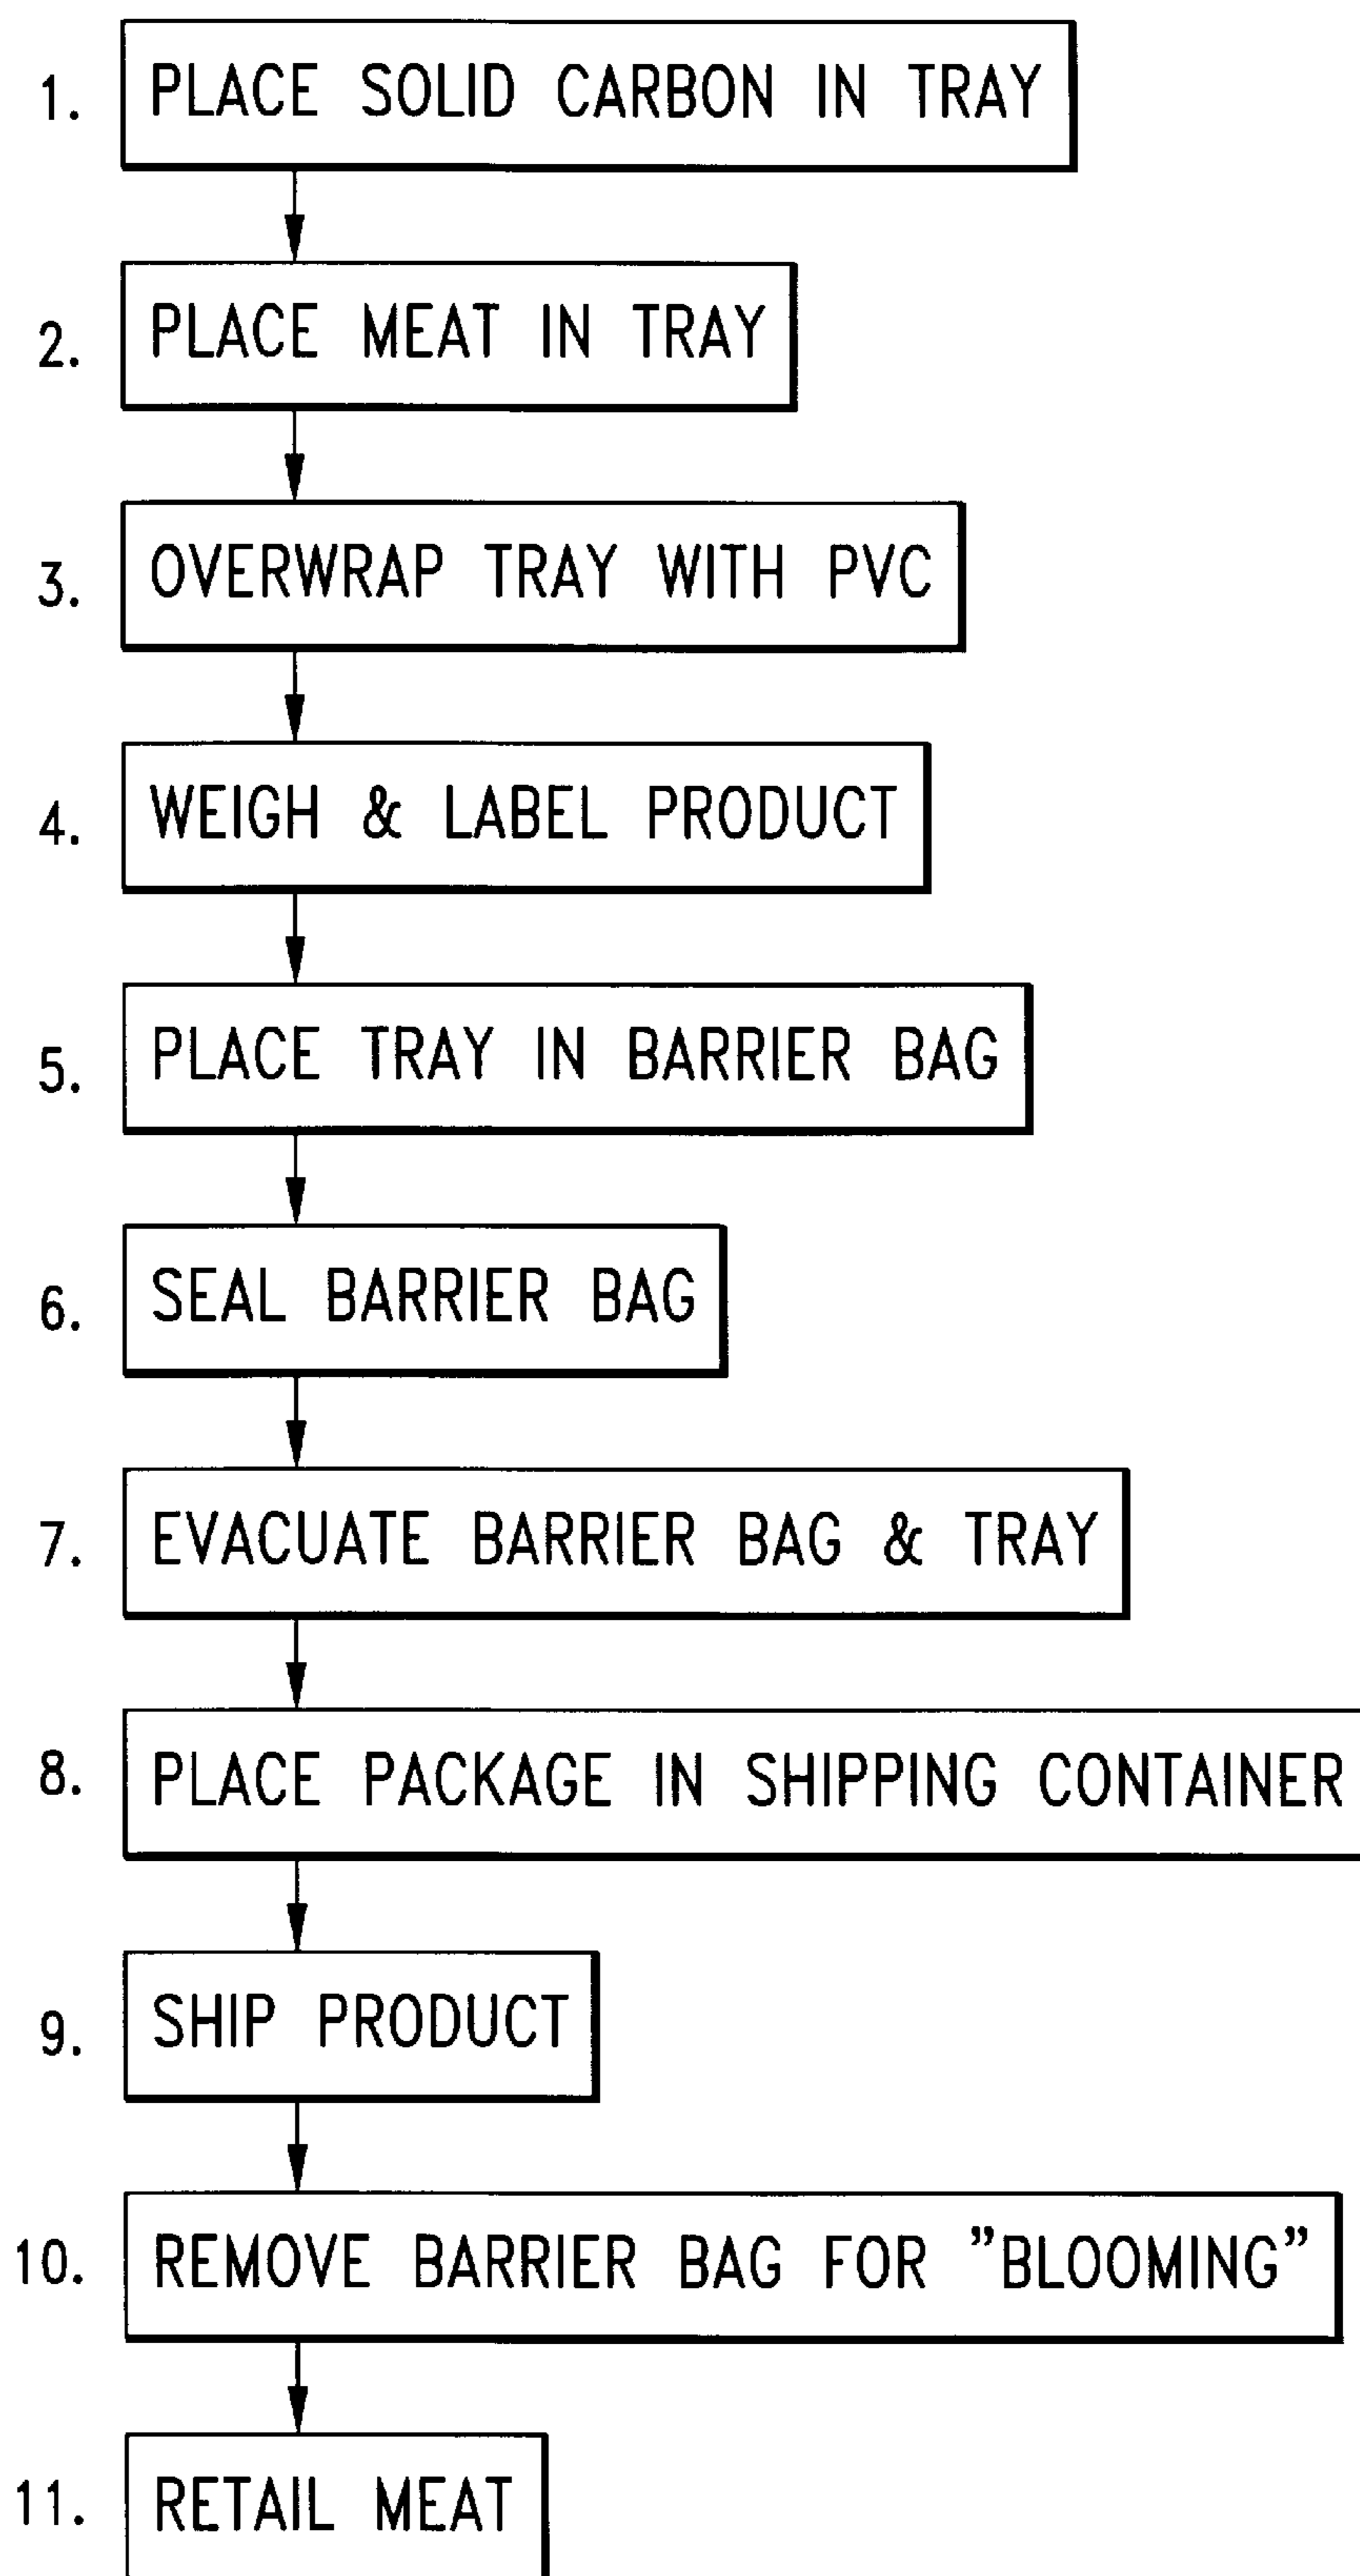 1. PLACE SOLID CARBON IN TRAY
2. PLACE MEAT IN TRAY
3. OVERWRAP TRAY WITH PVC
4. WEIGH & LABEL PRODUCT
5. PLACE TRAY IN BARRIER BAG
6. SEAL BARRIER BAG
7. EVACUATE BARRIER BAG & TRAY
8. PLACE PACKAGE IN SHIPPING CONTAINER
9. SHIP PRODUCT
10. REMOVE BARRIER BAG FOR ”BLOOMING”
11. RETAIL MEAT